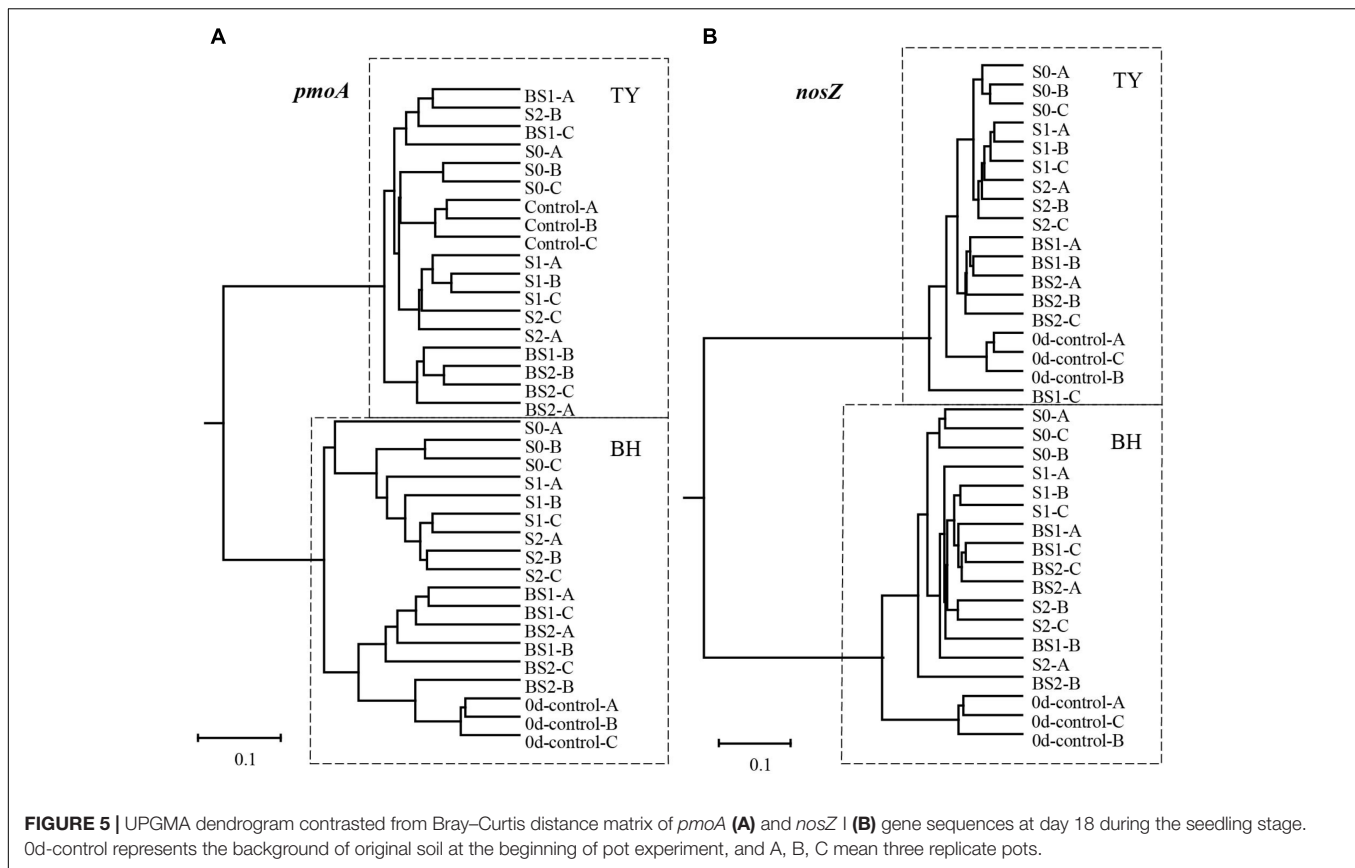 A
pmoA
TY
BS1-A
S2-B
BS1-C
S0-A
S0-B
S0-C
Control-A
Control-B
Control-C
S1-A
S1-B
S1-C
S2-C
S2-A
BS1-B
BS2-B
BS2-C
BS2-A
BH
S0-A
S0-B
S0-C
S1-A
S1-B
S1-C
S2-A
S2-B
S2-C
BS1-A
BS1-C
BS2-A
BS1-B
BS2-C
BS2-B
0d-control-A
0d-control-B
0d-control-C
0.1
B
nosZ
TY
S0-A
S0-B
S0-C
S1-A
S1-B
S1-C
S2-A
S2-B
S2-C
BS1-A
BS1-B
BS2-A
BS2-B
BS2-C
0d-control-A
0d-control-C
0d-control-B
BS1-C
BH
S0-A
S0-C
S0-B
S1-A
S1-B
S1-C
BS1-A
BS1-C
BS2-C
BS2-A
S2-B
S2-C
BS1-B
S2-A
BS2-B
0d-control-A
0d-control-C
0d-control-B
0.1
FIGURE 5 | UPGMA dendrogram contrasted from Bray–Curtis distance matrix of pmoA (A) and nosZ I (B) gene sequences at day 18 during the seedling stage.
0d-control represents the background of original soil at the beginning of pot experiment, and A, B, C mean three replicate pots.